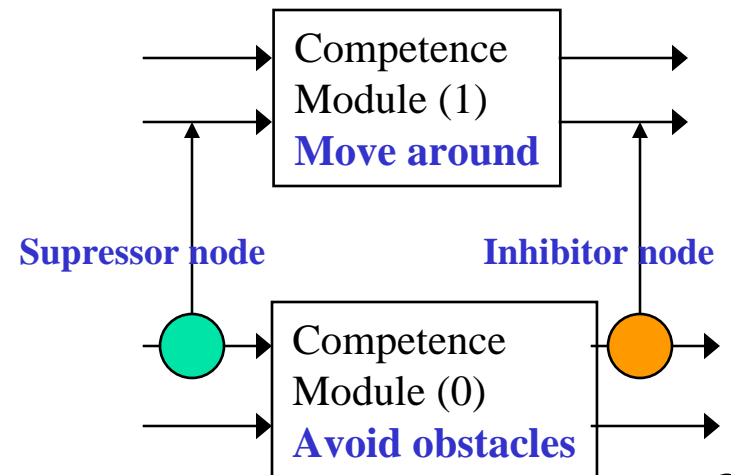 Competence
Module (1)
Move around
Supressor node
Inhibitor node
Competence
Module (0)
Avoid obstacles